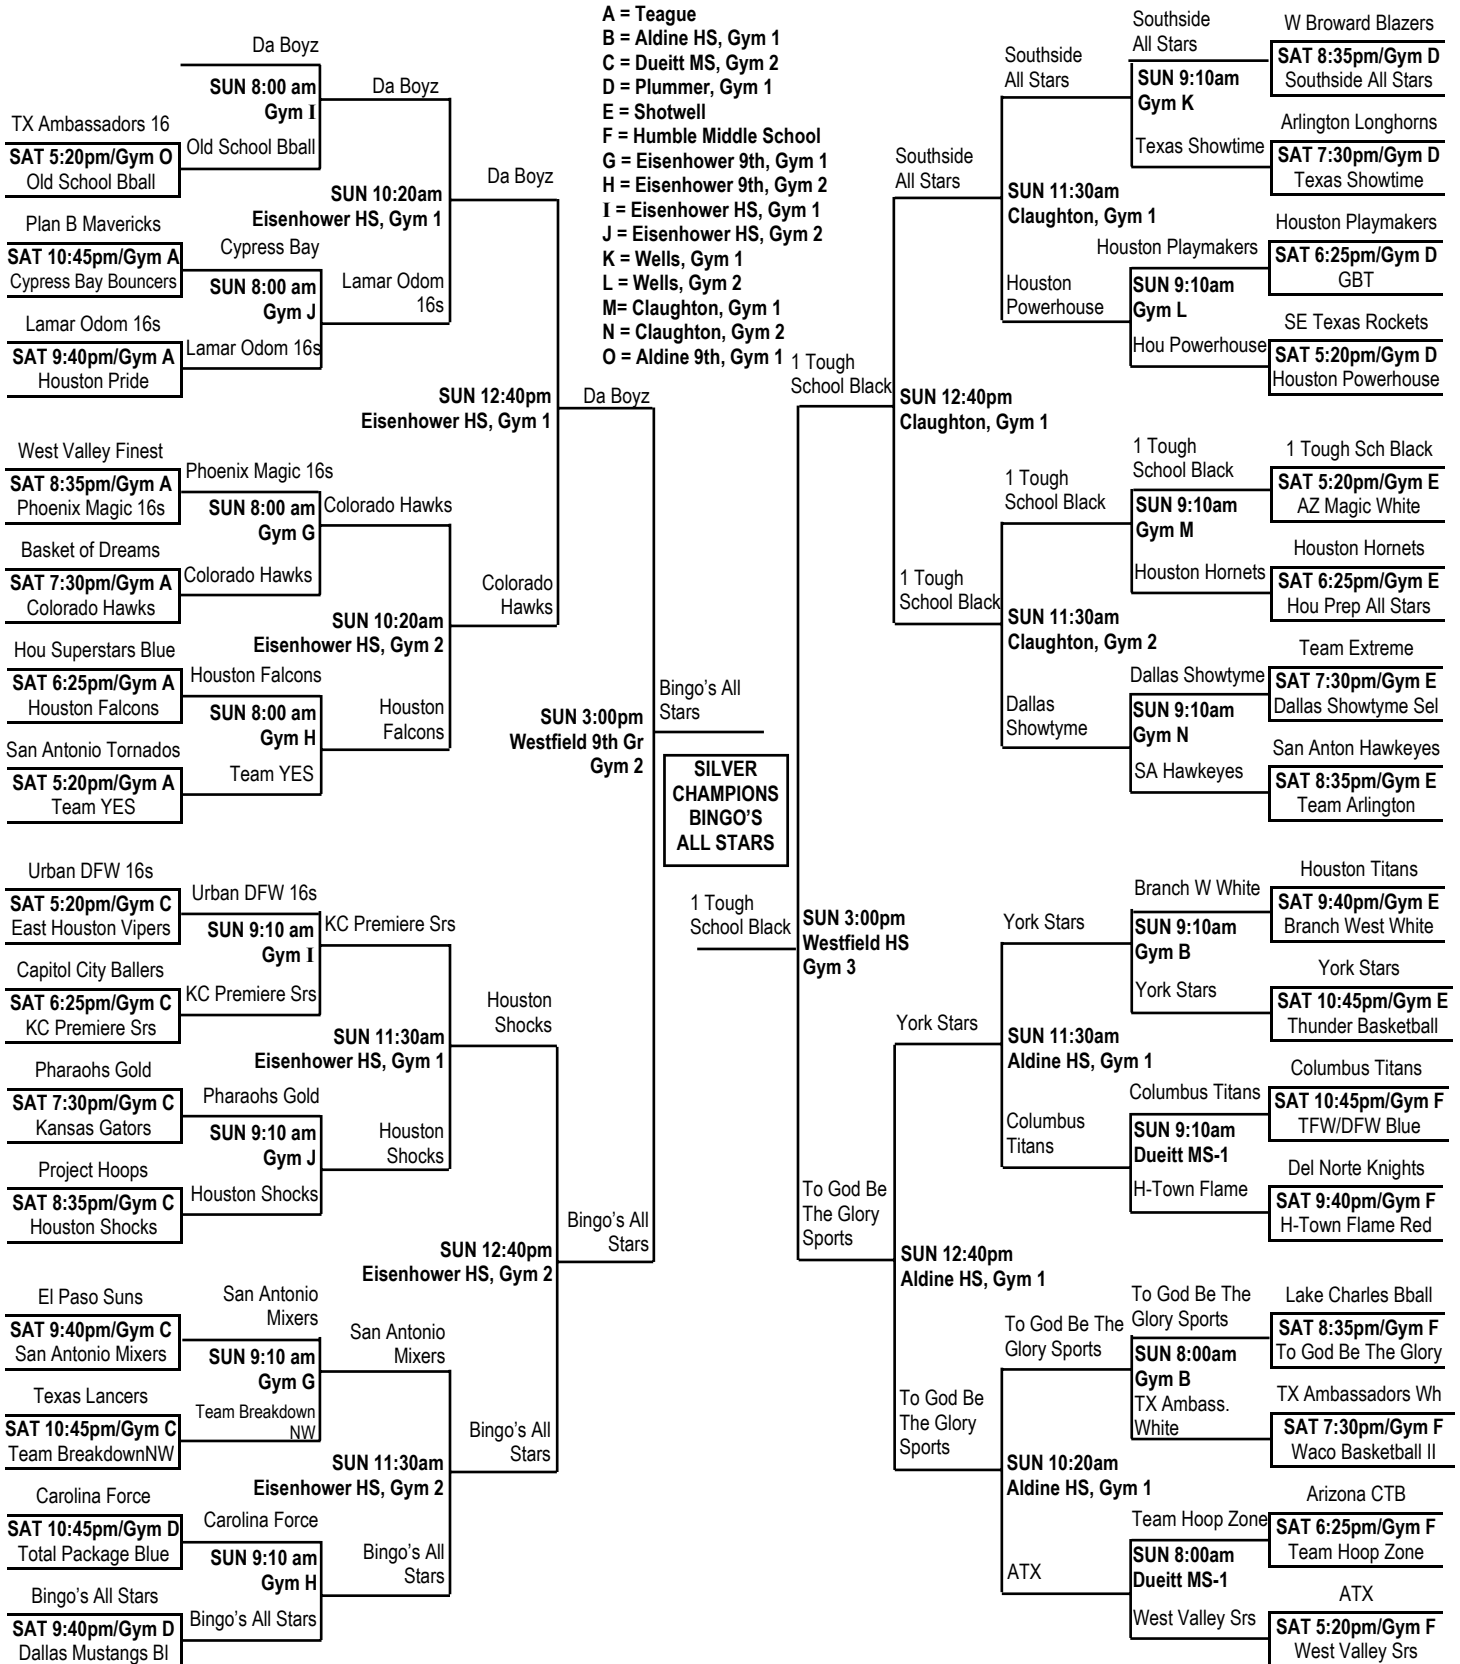 A = Teague
B = Aldine HS, Gym 1
C = Dueitt MS, Gym 2
D = Plummer, Gym 1
E = Shotwell
F = Humble Middle School
G = Eisenhower 9th, Gym 1
H = Eisenhower 9th, Gym 2
I = Eisenhower HS, Gym 1
J = Eisenhower HS, Gym 2
K = Wells, Gym 1
L = Wells, Gym 2
M= Claughton, Gym 1
N = Claughton, Gym 2
O = Aldine 9th, Gym 1
TX Ambassadors 16
SAT 5:20pm/Gym O
Old School Bball
Plan B Mavericks
SAT 10:45pm/Gym A
Cypress Bay Bouncers
Lamar Odom 16s
SAT 9:40pm/Gym A
Houston Pride
West Valley Finest
SAT 8:35pm/Gym A
Phoenix Magic 16s
Basket of Dreams
SAT 7:30pm/Gym A
Colorado Hawks
Hou Superstars Blue
SAT 6:25pm/Gym A
Houston Falcons
San Antonio Tornados
SAT 5:20pm/Gym A
Team YES
Urban DFW 16s
SAT 5:20pm/Gym C
East Houston Vipers
Capitol City Ballers
SAT 6:25pm/Gym C
KC Premiere Srs
Pharaohs Gold
SAT 7:30pm/Gym C
Kansas Gators
Project Hoops
SAT 8:35pm/Gym C
Houston Shocks
El Paso Suns
SAT 9:40pm/Gym C
San Antonio Mixers
Texas Lancers
SAT 10:45pm/Gym C
Team BreakdownNW
Carolina Force
SAT 10:45pm/Gym D
Total Package Blue
Bingo's All Stars
SAT 9:40pm/Gym D
Dallas Mustangs Bl
Da Boyz
SUN 8:00 am
Gym I
Old School Bball
Cypress Bay
SUN 8:00 am
Gym J
Lamar Odom 16s
Phoenix Magic 16s
SUN 8:00 am
Gym G
Colorado Hawks
Houston Falcons
SUN 8:00 am
Gym H
Team YES
Urban DFW 16s
SUN 9:10 am
Gym I
KC Premiere Srs
Pharaohs Gold
SUN 9:10 am
Gym J
Houston Shocks
San Antonio
Mixers
SUN 9:10 am
Gym G
Team Breakdown
NW
Carolina Force
SUN 9:10 am
Gym H
Bingo's All Stars
Da Boyz
SUN 10:20am
Eisenhower HS, Gym 1
Lamar Odom
16s
Colorado Hawks
SUN 10:20am
Eisenhower HS, Gym 2
Houston
Falcons
KC Premiere Srs
SUN 11:30am
Eisenhower HS, Gym 1
Houston
Shocks
San Antonio
Mixers
SUN 11:30am
Eisenhower HS, Gym 2
Bingo's All
Stars
Da Boyz
SUN 12:40pm
Eisenhower HS, Gym 1
Colorado
Hawks
Houston
Shocks
SUN 12:40pm
Eisenhower HS, Gym 2
Bingo's All
Stars
Da Boyz
SUN 3:00pm
Westfield 9th Gr
Gym 2
Bingo's All
Stars
Bingo's All
Stars
SILVER
CHAMPIONS
BINGO'S
ALL STARS
1 Tough
School Black
1 Tough
School Black
SUN 3:00pm
Westfield HS
Gym 3
To God Be
The Glory
Sports
Southside
All Stars
SUN 12:40pm
Claughton, Gym 1
1 Tough
School Black
York Stars
SUN 12:40pm
Aldine HS, Gym 1
To God Be
The Glory
Sports
Southside
All Stars
SUN 11:30am
Claughton, Gym 1
Houston
Powerhouse
1 Tough
School Black
SUN 11:30am
Claughton, Gym 2
Dallas
Showtyme
York Stars
SUN 11:30am
Aldine HS, Gym 1
Columbus
Titans
To God Be The
Glory Sports
SUN 10:20am
Aldine HS, Gym 1
ATX
Southside
All Stars
SUN 9:10am
Gym K
Texas Showtime
Houston Playmakers
SUN 9:10am
Gym L
Hou Powerhouse
1 Tough
School Black
SUN 9:10am
Gym M
Houston Hornets
Dallas Showtyme
SUN 9:10am
Gym N
SA Hawkeyes
Branch W White
SUN 9:10am
Gym B
York Stars
Columbus Titans
SUN 9:10am
Dueitt MS-1
H-Town Flame
To God Be The
Glory Sports
SUN 8:00am
Gym B
TX Ambass.
White
Team Hoop Zone
SUN 8:00am
Dueitt MS-1
West Valley Srs
W Broward Blazers
SAT 8:35pm/Gym D
Southside All Stars
Arlington Longhorns
SAT 7:30pm/Gym D
Texas Showtime
Houston Playmakers
SAT 6:25pm/Gym D
GBT
SE Texas Rockets
SAT 5:20pm/Gym D
Houston Powerhouse
1 Tough Sch Black
SAT 5:20pm/Gym E
AZ Magic White
Houston Hornets
SAT 6:25pm/Gym E
Hou Prep All Stars
Team Extreme
SAT 7:30pm/Gym E
Dallas Showtyme Sel
San Anton Hawkeyes
SAT 8:35pm/Gym E
Team Arlington
Houston Titans
SAT 9:40pm/Gym E
Branch West White
York Stars
SAT 10:45pm/Gym E
Thunder Basketball
Columbus Titans
SAT 10:45pm/Gym F
TFW/DFW Blue
Del Norte Knights
SAT 9:40pm/Gym F
H-Town Flame Red
Lake Charles Bball
SAT 8:35pm/Gym F
To God Be The Glory
TX Ambassadors Wh
SAT 7:30pm/Gym F
Waco Basketball II
Arizona CTB
SAT 6:25pm/Gym F
Team Hoop Zone
ATX
SAT 5:20pm/Gym F
West Valley Srs